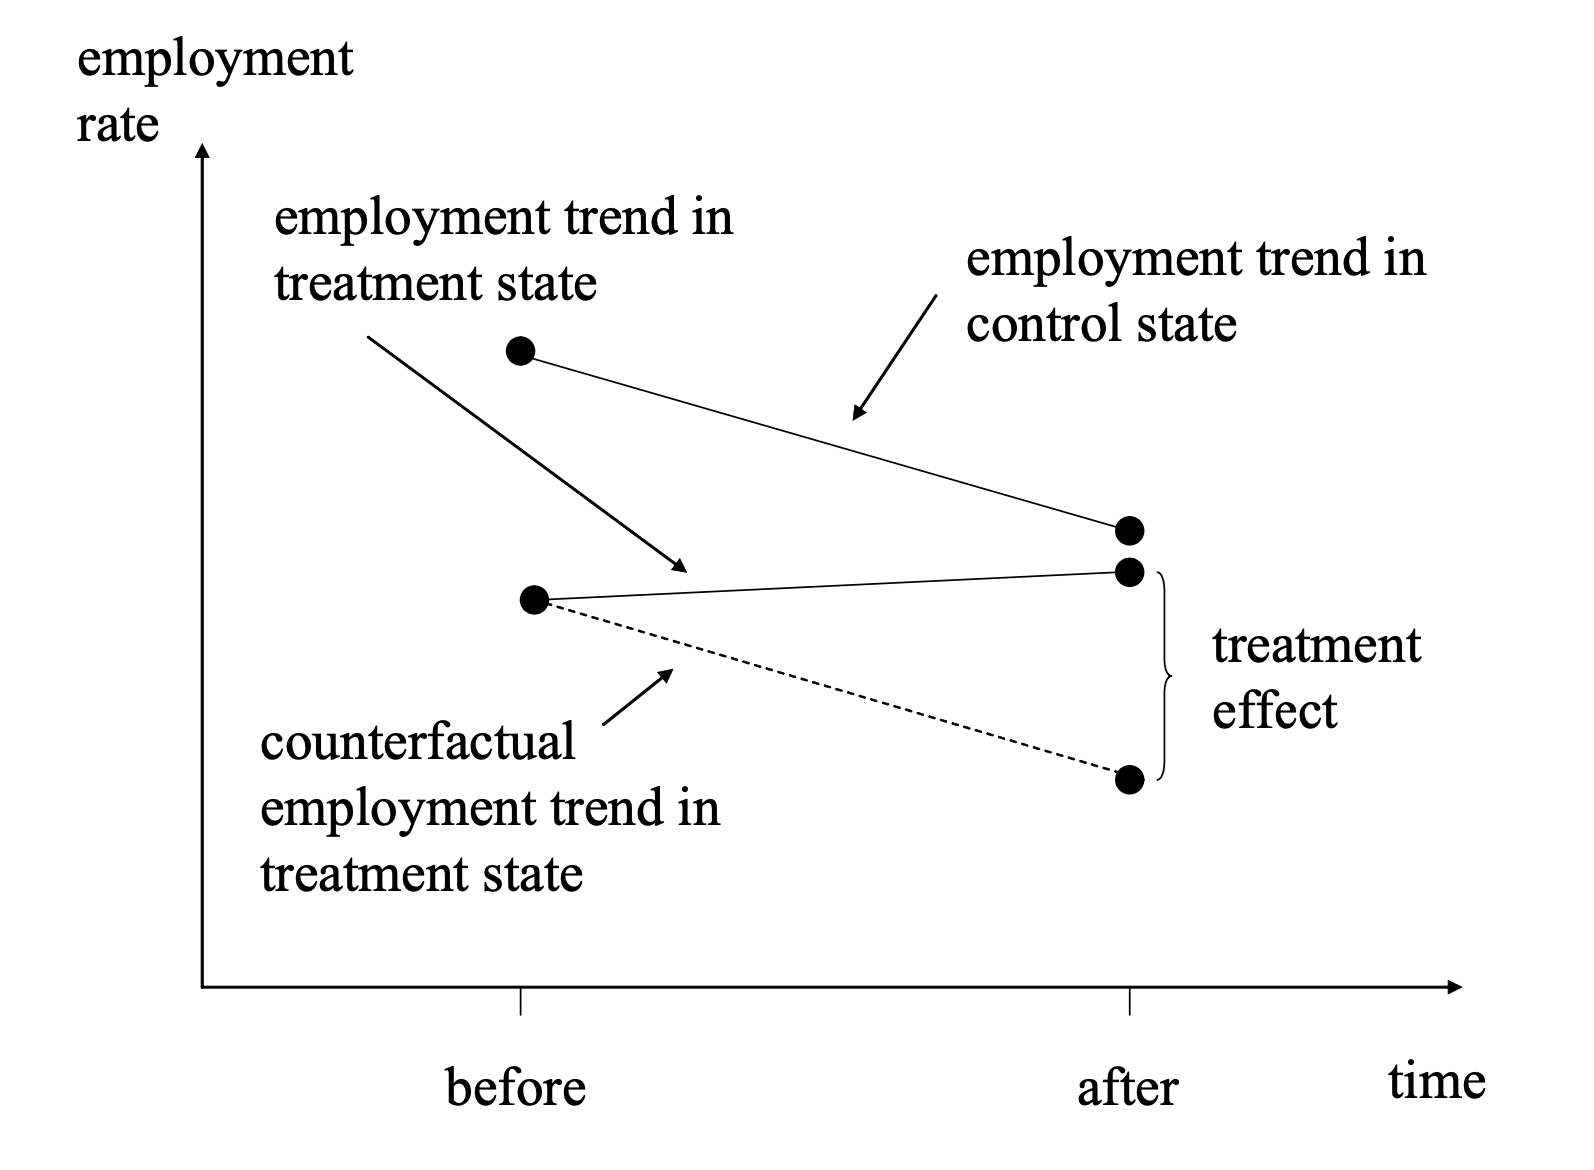 employment
rate
employment trend in
treatment state
employment trend in
control state
treatment
effect
counterfactual
employment trend in
treatment state
before
after
time